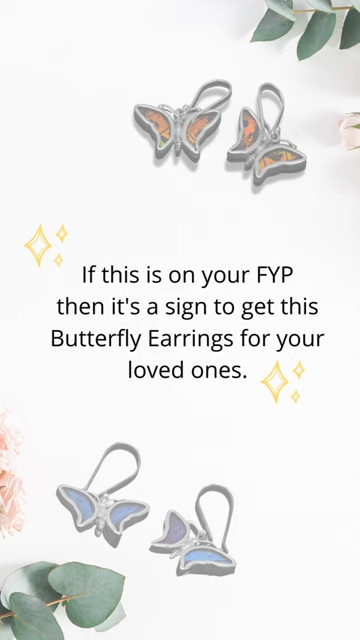 If this is on your FYP
then it's a sign to get this
Butterfly Earrings for your
loved ones.